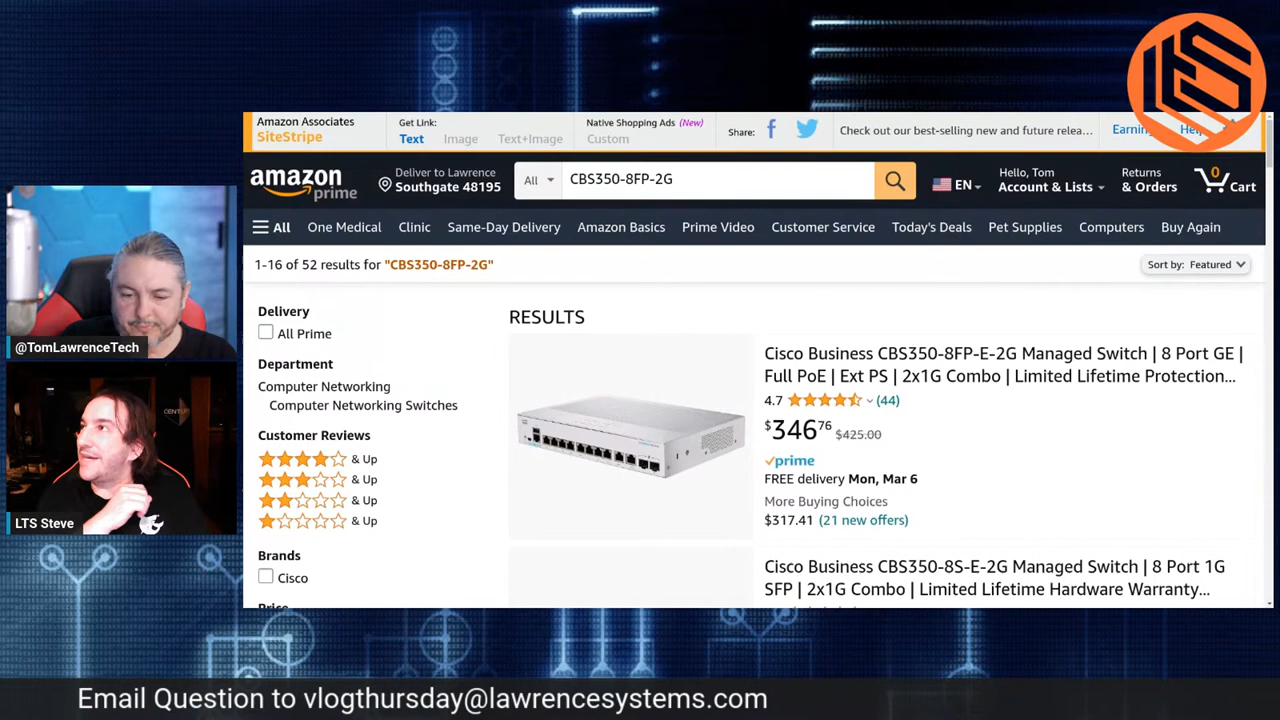 Amazon Associates
SiteStripe
Get Link:
Text
Image
Text+Image
Native Shopping Ads (New)
Custom
Share:
Check out our best-selling new and future relea...
Earnin
Help
amazon
prime
Deliver to Lawrence
Southgate 48195
All
CBS350-8FP-2G
EN
Hello, Tom
Account & Lists
Returns
& Orders
0
Cart
All
One Medical
Clinic
Same-Day Delivery
Amazon Basics
Prime Video
Customer Service
Today's Deals
Pet Supplies
Computers
Buy Again
1-16 of 52 results for "CBS350-8FP-2G"
Sort by: Featured
Delivery
All Prime
Department
Computer Networking
Computer Networking Switches
Customer Reviews
& Up
& Up
& Up
& Up
Brands
Cisco
RESULTS
Cisco Business CBS350-8FP-E-2G Managed Switch | 8 Port GE |
Full PoE | Ext PS | 2x1G Combo | Limited Lifetime Protection...
4.7
(44)
$346.76 $425.00
prime
FREE delivery Mon, Mar 6
More Buying Choices
$317.41 (21 new offers)
Cisco Business CBS350-8S-E-2G Managed Switch | 8 Port 1G
SFP | 2x1G Combo | Limited Lifetime Hardware Warranty...
@TomLawrenceTech
LTS Steve
Email Question to vlogthursday@lawrencesystems.com